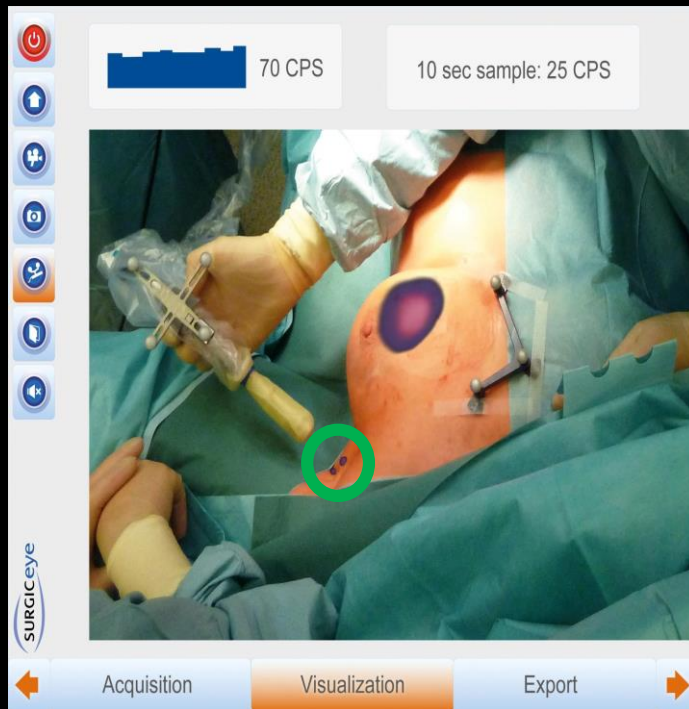 70 CPS
10 sec sample: 25 CPS
SURGICeye
Acquisition
Visualization
Export